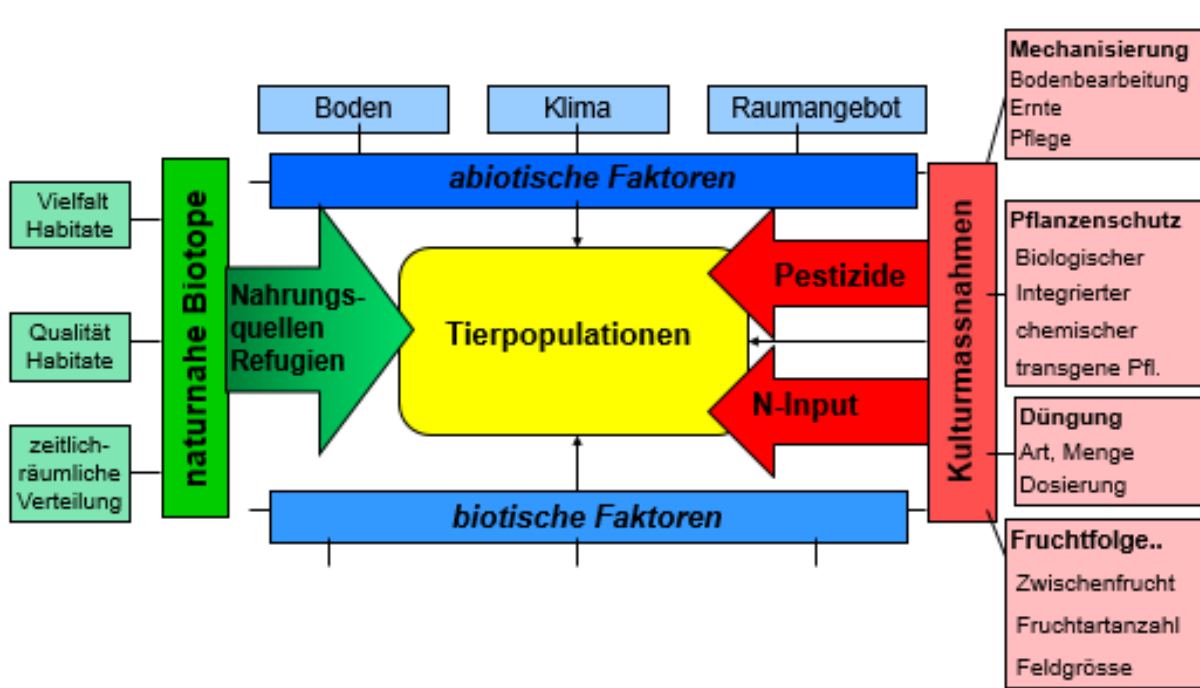 Boden
Klima
Raumangebot
abiotische Faktoren
Vielfalt
Habitate
Qualität
Habitate
zeitlich-
räumliche
Verteilung
naturnahe Biotope
Nahrungs-
quellen
Refugien
Tierpopulationen
Pestizide
N-Input
biotische Faktoren
Kulturmassnahmen
Mechanisierung
Bodenbearbeitung
Ernte
Pflege
Pflanzenschutz
Biologischer
Integrierter
chemischer
transgene Pfl.
Düngung
Art, Menge
Dosierung
Fruchtfolge..
Zwischenfrucht
Fruchtartanzahl
Feldgrösse